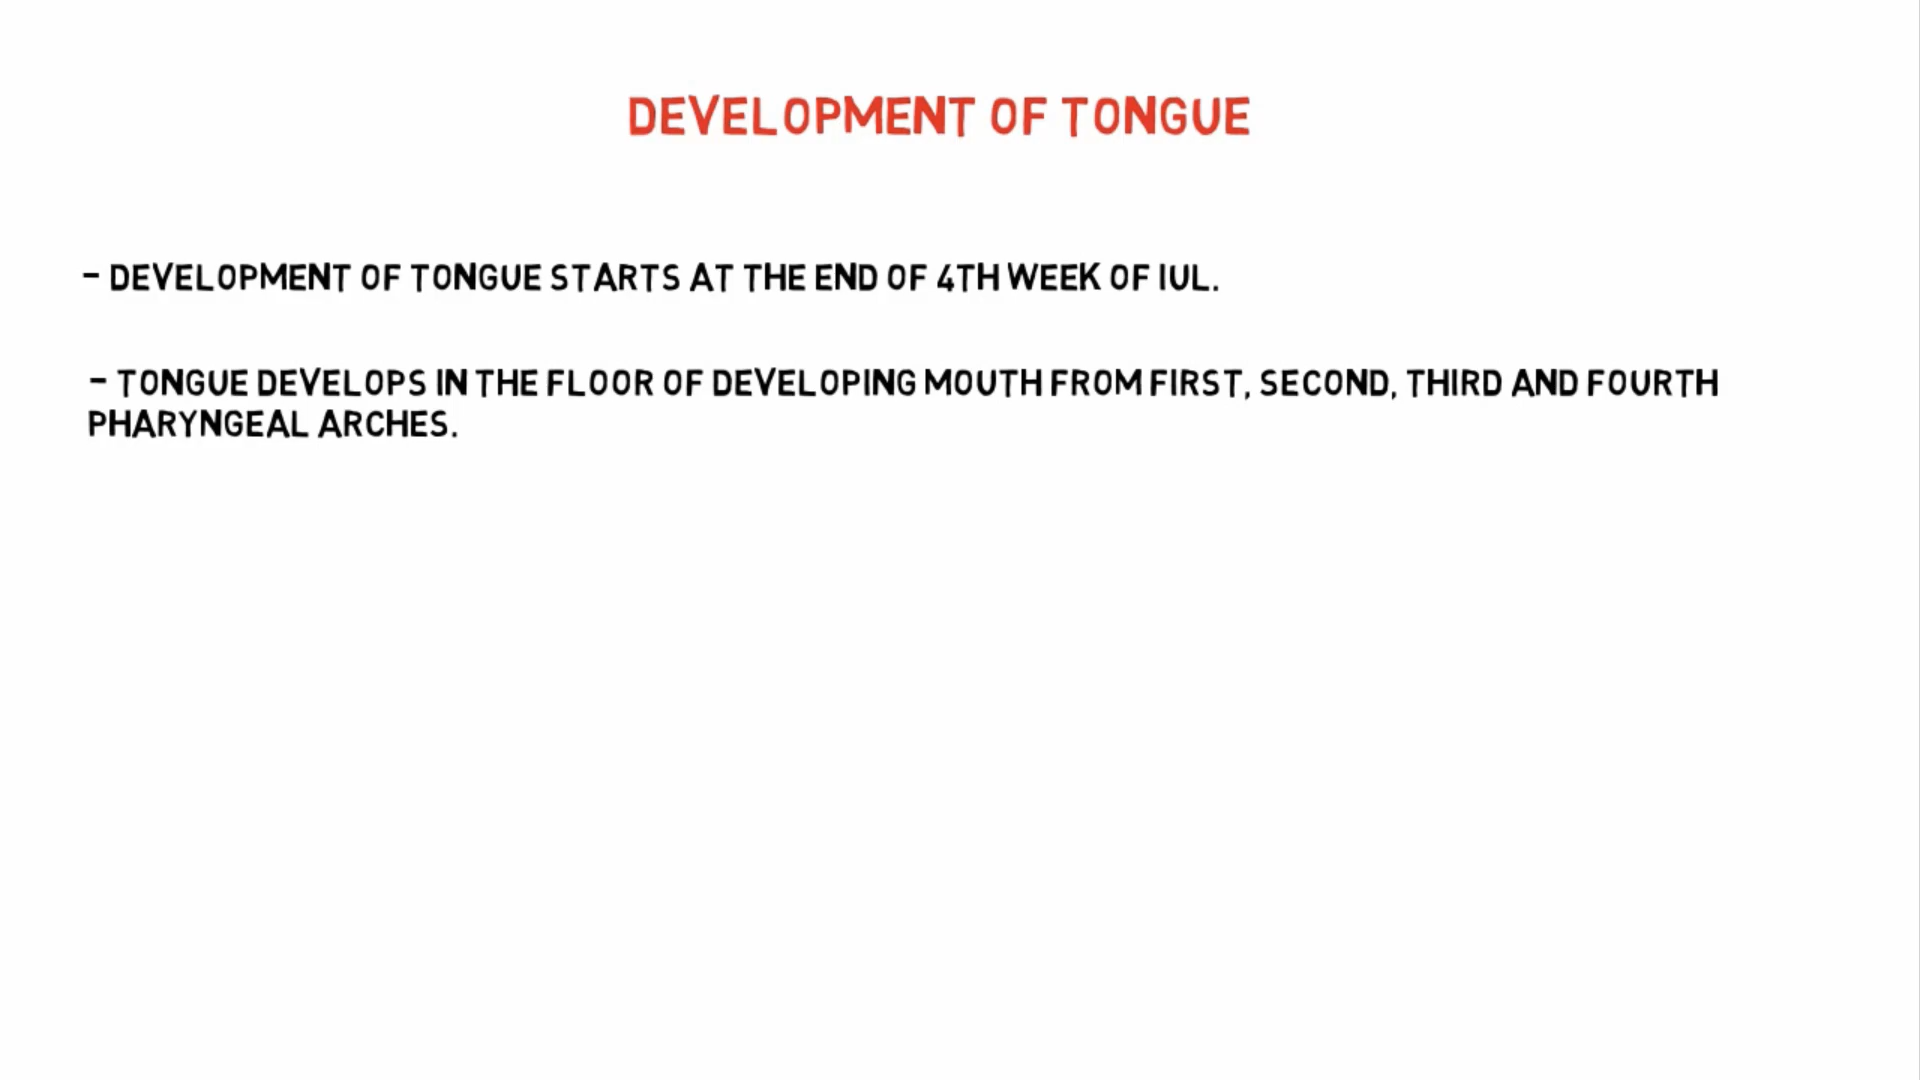 DEVELOPMENT OF TONGUE
- DEVELOPMENT OF TONGUE STARTS AT THE END OF 4TH WEEK OF IUL.
- TONGUE DEVELOPS IN THE FLOOR OF DEVELOPING MOUTH FROM FIRST, SECOND, THIRD AND FOURTH
PHARYNGEAL ARCHES.